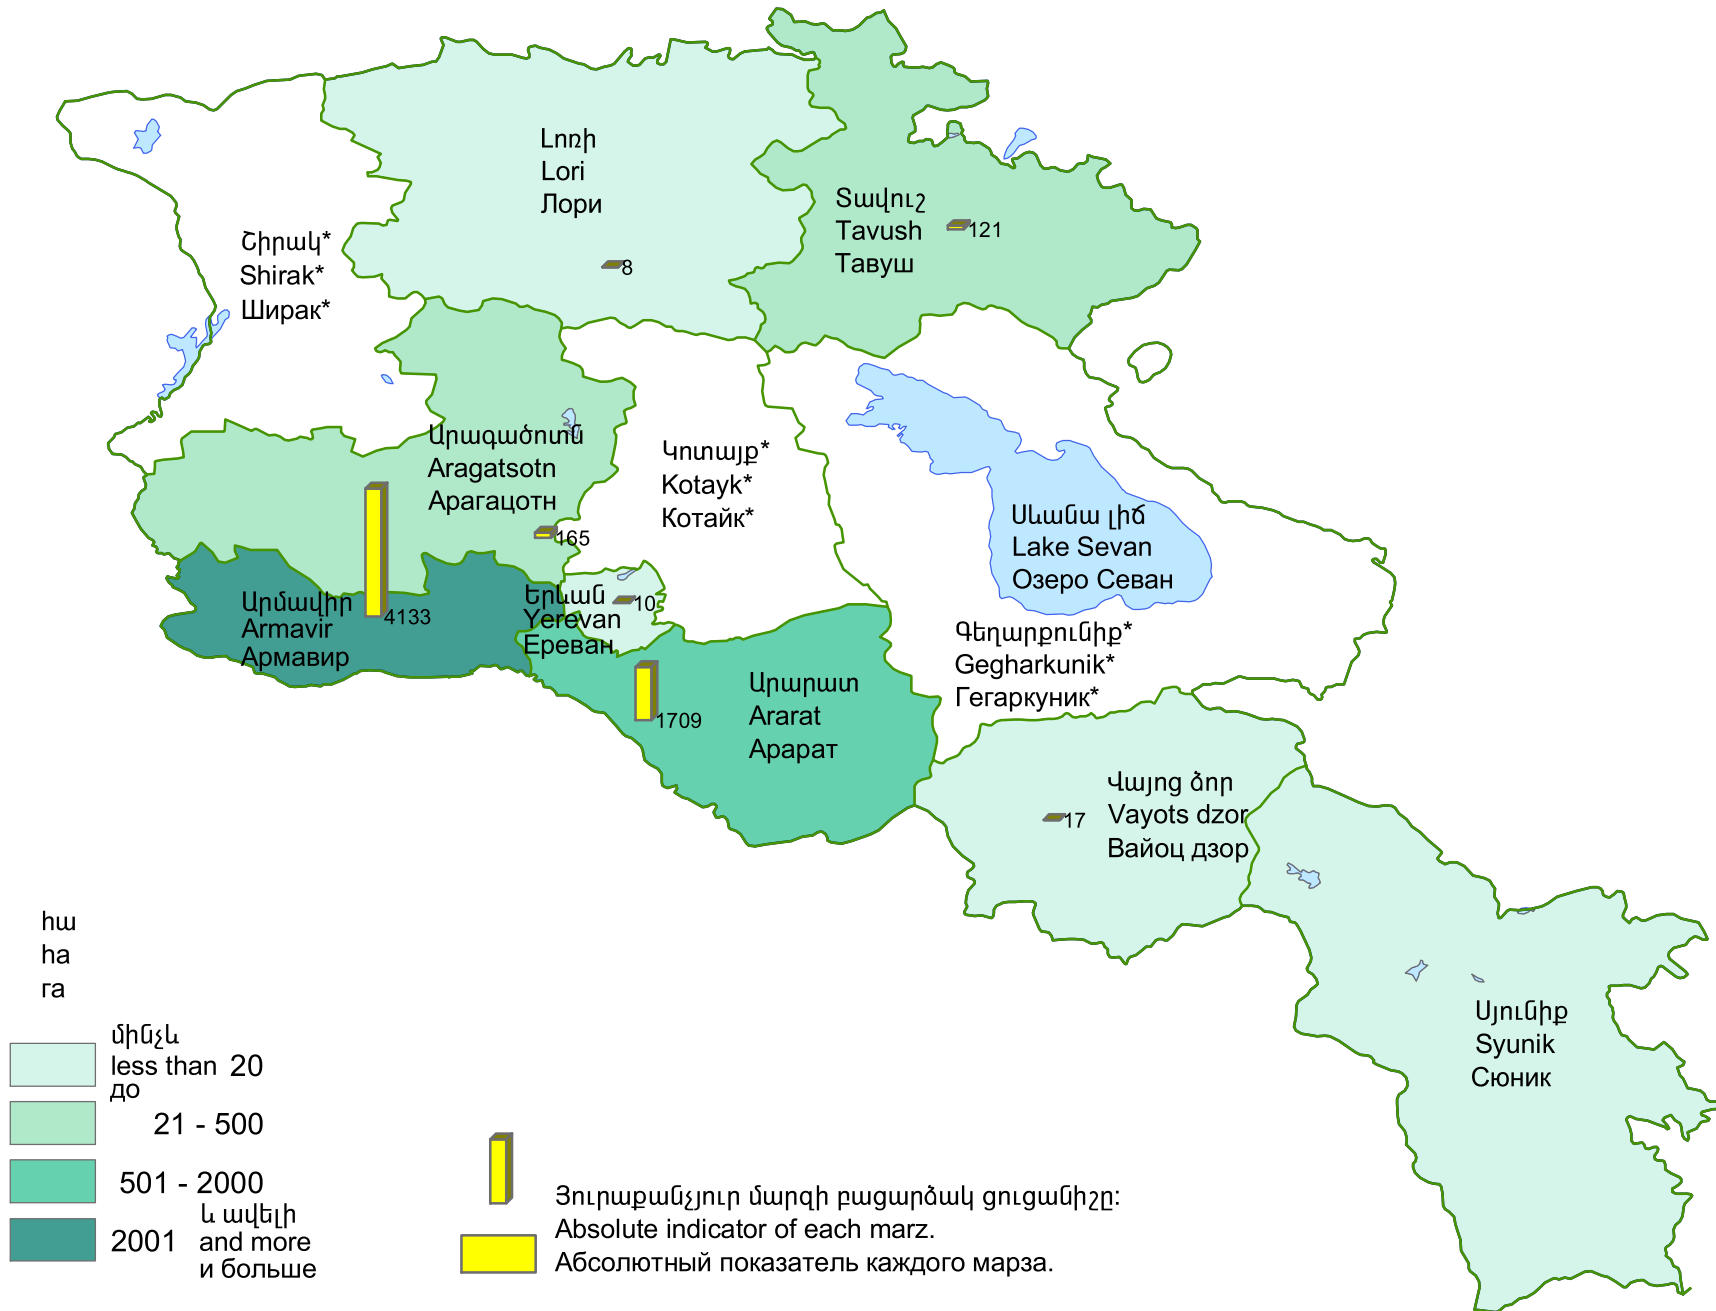 Լոռի
Lori
Лори
8
Տավուշ
Tavush
Тавуш
121
Շիրակ*
Shirak*
Ширак*
Արագածոտն
Aragatsotn
Арагацотн
165
Կոտայք*
Kotayk*
Котайк*
Սևանա լիճ
Lake Sevan
Озеро Севан
Արմավիր
Armavir
Армавир
4133
Երևան
Yerevan
Ереван
10
Գեղարքունիք*
Gegharkunik*
Гегаркуник*
Արարատ
Ararat
Арарат
1709
Վայոց ձոր
Vayots dzor
Вайоц дзор
17
Սյունիք
Syunik
Сюник
հա
ha
га
մինչև
less than 20
до
21 - 500
501 - 2000
և ավելի
2001 and more
и больше
Յուրաքանչյուր մարզի բացարձակ ցուցանիշը:
Absolute indicator of each marz.
Абсолютный показатель каждого марза.